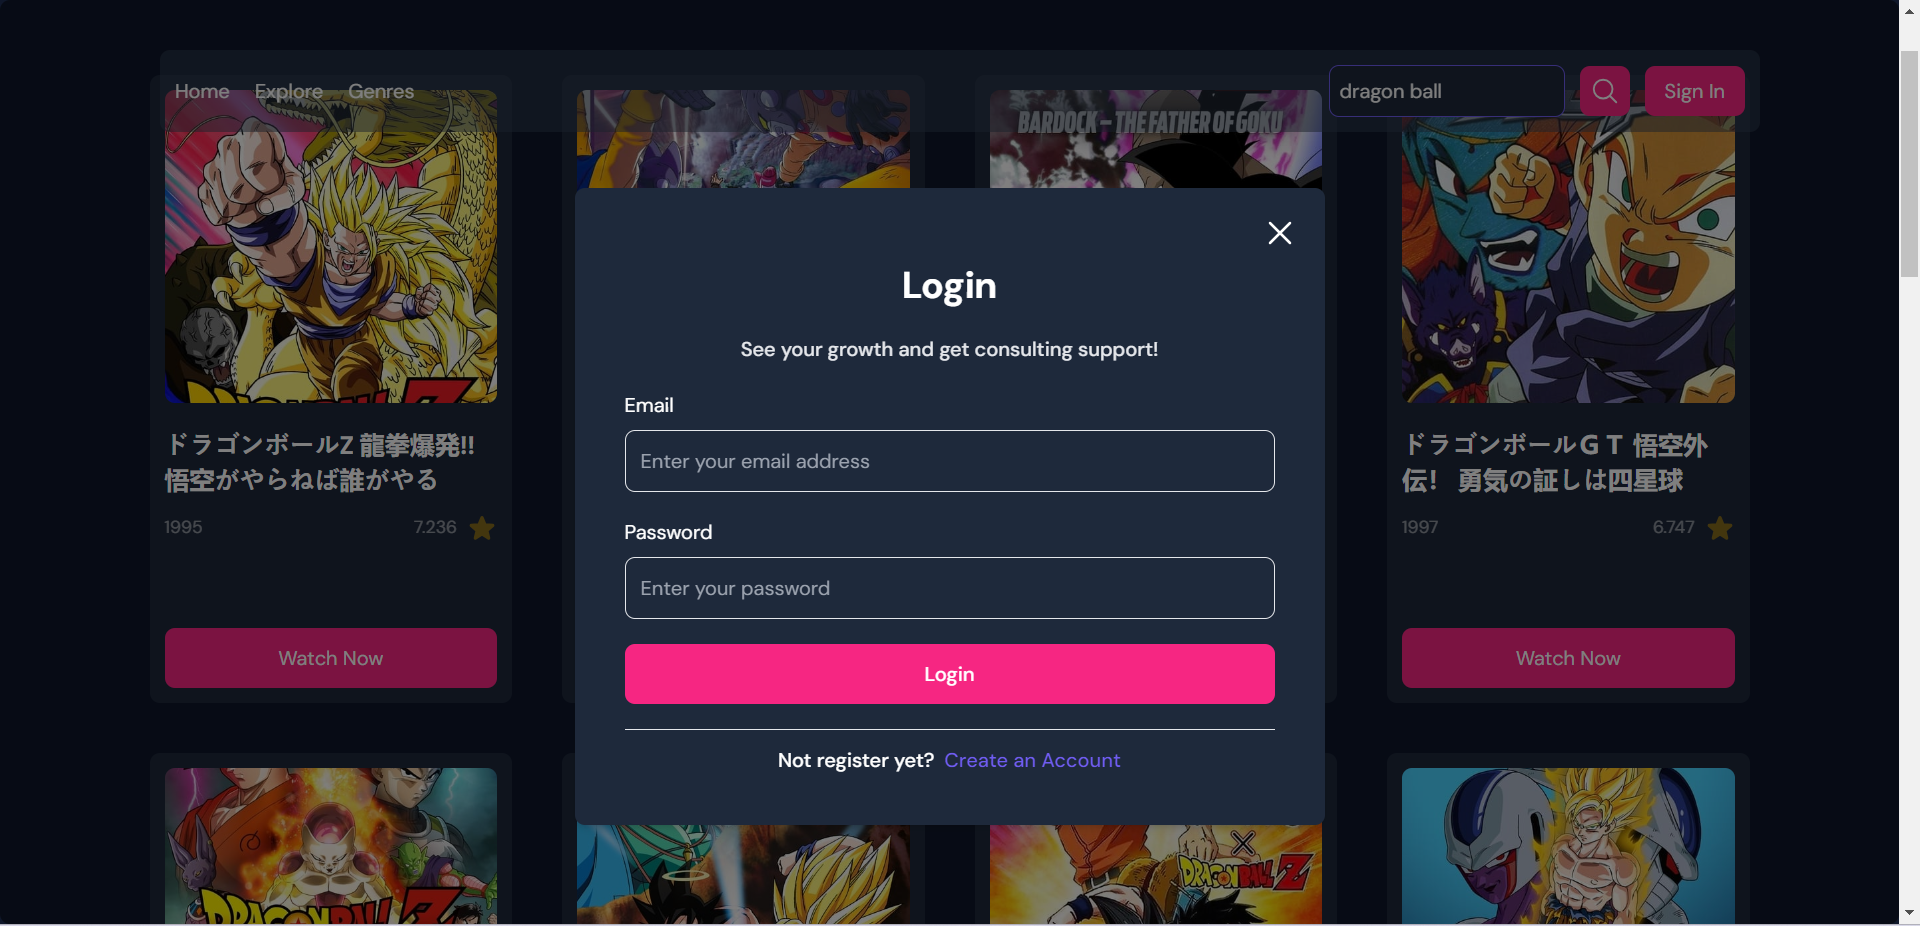 Home Explore Genres dragon ball Sign In
BARDOCK – THE FATHER OF GOKU
Login
See your growth and get consulting support!
Email
Enter your email address
Password
Enter your password
Login
Not register yet? Create an Account
ドラゴンボールZ 龍拳爆発!!
悟空がやらねば誰がやる
1995 7.236
Watch Now
ドラゴンボールＧＴ 悟空外
伝！ 勇気の証しは四星球
1997 6.747
Watch Now
DRAGON BALL Z
DRAGON BALL Z
DRAGON BALL Z